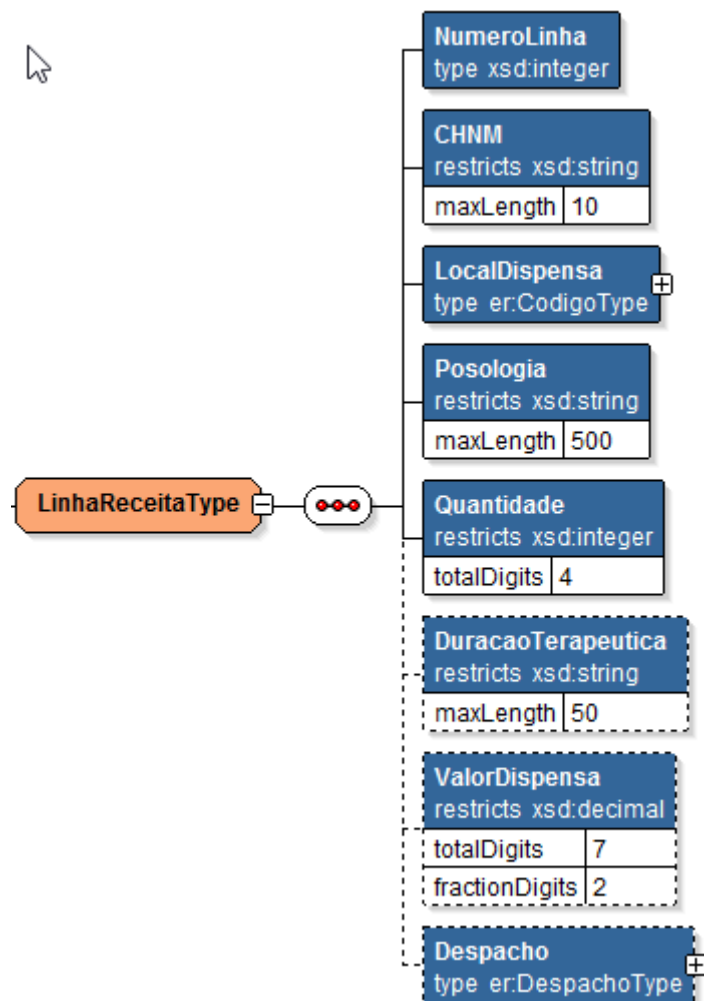 NumeroLinha
type xsd:integer
CHNM
restricts xsd:string
maxLength 10
LocalDispensa
type er:CodigoType
Posologia
restricts xsd:string
maxLength 500
LinhaReceitaType
Quantidade
restricts xsd:integer
totalDigits 4
DuracaoTerapeutica
restricts xsd:string
maxLength 50
ValorDispensa
restricts xsd:decimal
totalDigits 7
fractionDigits 2
Despacho
type er:DespachoType